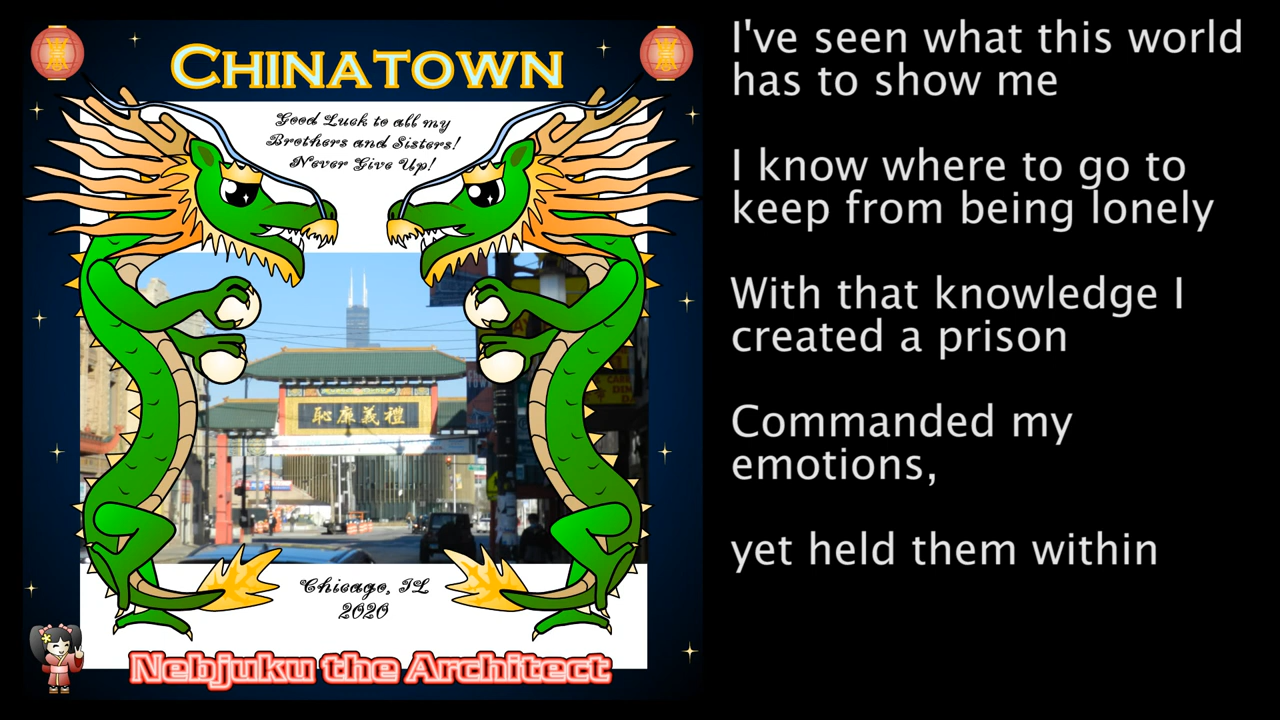 CHINATOWN
Good Luck to all my
Brothers and Sisters!
Never Give Up!
恥廉義禮
Chicago, IL
2020
Nebjuku the Architect
I've seen what this world
has to show me
I know where to go to
keep from being lonely
With that knowledge I
created a prison
Commanded my
emotions,
yet held them within